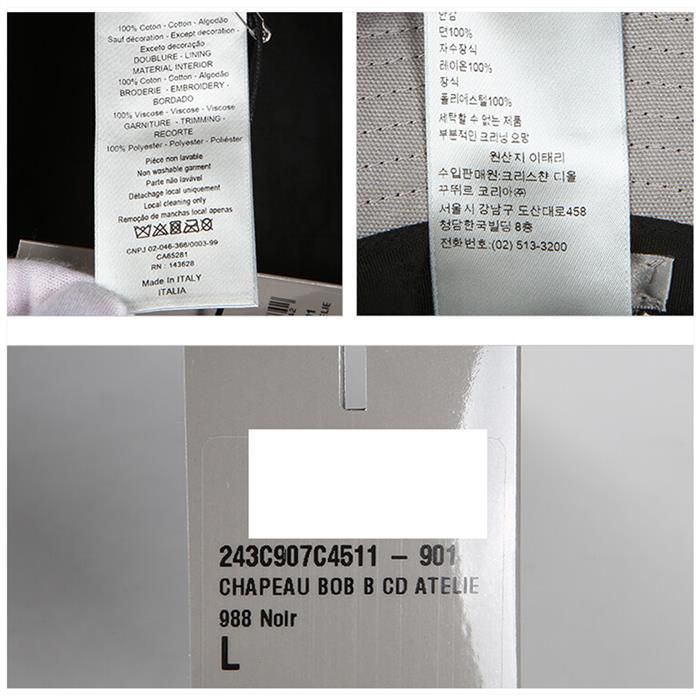 100% Coton - Cotton - Algodão
Sauf décoration - Except decoration
Exceto decoração
DOUBLURE - LINING
MATERIAL INTERIOR
100% Coton - Cotton - Algodão
BRODERIE - EMBROIDERY -
BORDADO
100% Viscose - Viscose - Viscose
GARNITURE - TRIMMING -
RECORTE
100% Polyester - Polyester - Poliéster
Pièce non lavable
Non washable garment
Parte não lavável
Détachage local uniquement
Local cleaning only
Remoção de manchas local apenas
CNPJ 02-046-366/0003-99
CA65281
RN : 143628
Made In ITALY
ITALIA
안감
면100%
자수장식
레이온100%
장식
폴리에스텔100%
세탁할 수 없는 제품
부분적인 크리닝 요망
원산지 이태리
수입판매원:크리스챤 디올
꾸뛰르 코리아㈜
서울시 강남구 도산대로458
청담한국빌딩 8층
전화번호:(02) 513-3200
243C907C4511 - 901
CHAPEAU BOB B CD ATELIE
988 Noir
L